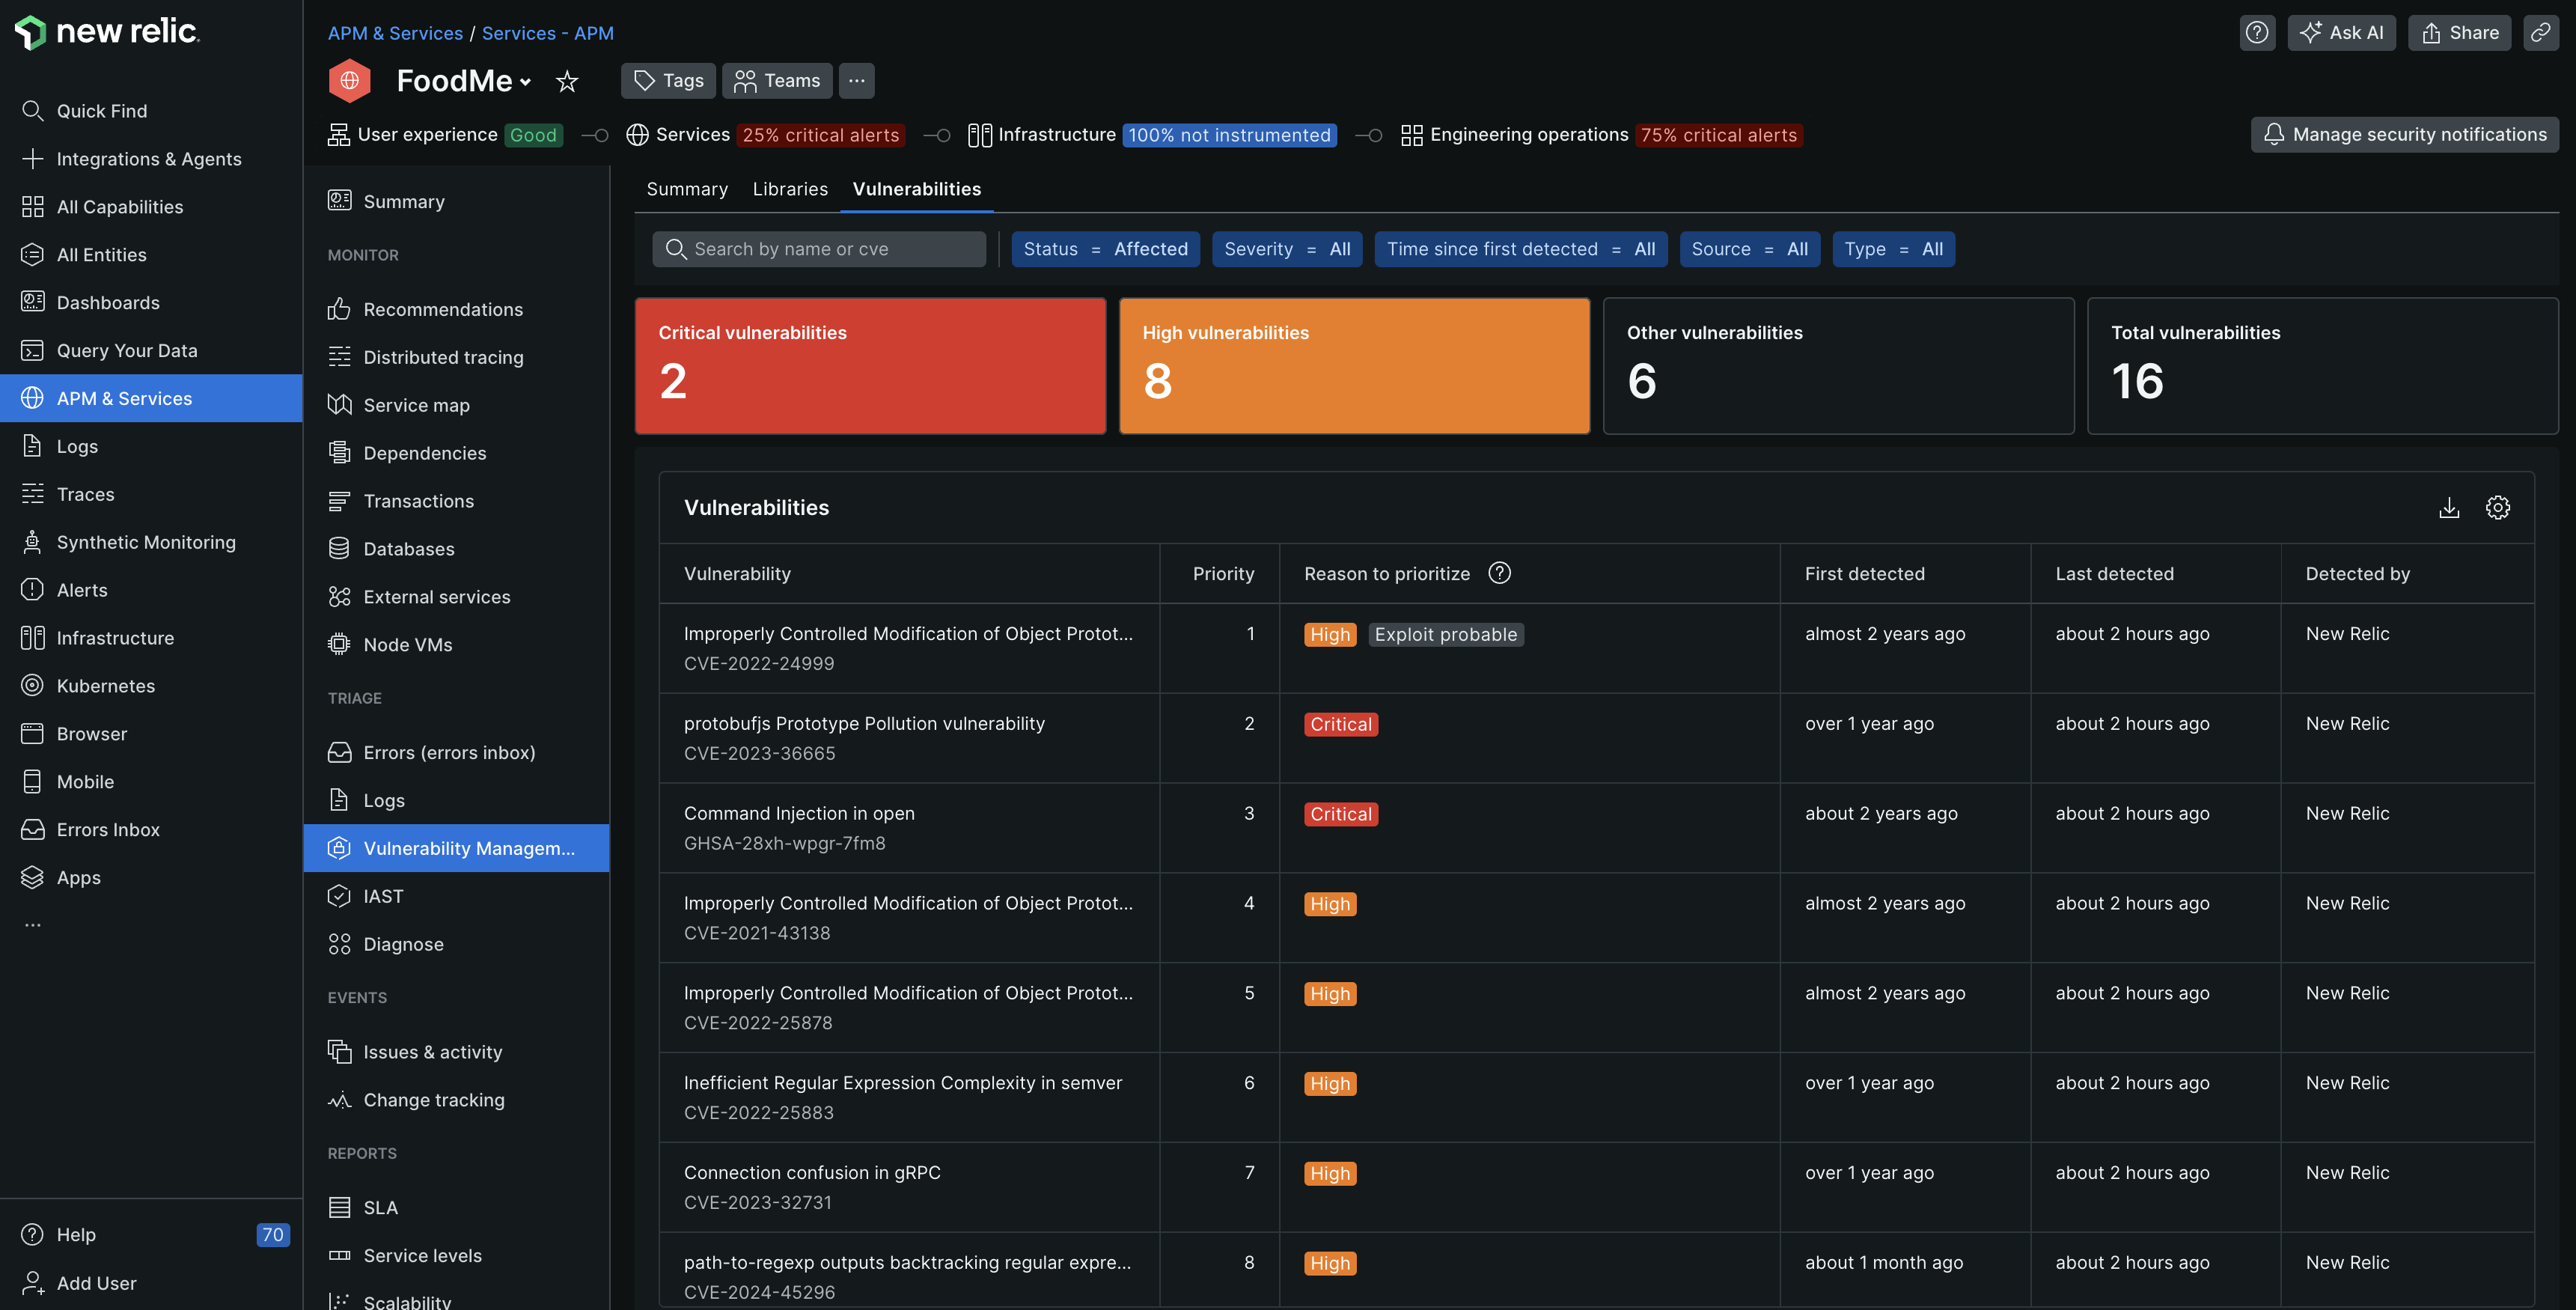 new relic.
Quick Find
Integrations & Agents
All Capabilities
All Entities
Dashboards
Query Your Data
APM & Services
Logs
Traces
Synthetic Monitoring
Alerts
Infrastructure
Kubernetes
Browser
Mobile
Errors Inbox
Apps
...
Help 70
Add User
APM & Services / Services - APM
Ask AI
Share
FoodMe
Tags
Teams
...
User experience Good
Services 25% critical alerts
Infrastructure 100% not instrumented
Engineering operations 75% critical alerts
Manage security notifications
Summary
MONITOR
Recommendations
Distributed tracing
Service map
Dependencies
Transactions
Databases
External services
Node VMs
TRIAGE
Errors (errors inbox)
Logs
Vulnerability Managem...
IAST
Diagnose
EVENTS
Issues & activity
Change tracking
REPORTS
SLA
Service levels
Scalability
Summary Libraries Vulnerabilities
Search by name or cve
Status = Affected
Severity = All
Time since first detected = All
Source = All
Type = All
Critical vulnerabilities
2
High vulnerabilities
8
Other vulnerabilities
6
Total vulnerabilities
16
Vulnerabilities
Vulnerability Priority Reason to prioritize ? First detected Last detected Detected by
Improperly Controlled Modification of Object Protot... 1 High Exploit probable almost 2 years ago about 2 hours ago New Relic
CVE-2022-24999
protobufjs Prototype Pollution vulnerability 2 Critical over 1 year ago about 2 hours ago New Relic
CVE-2023-36665
Command Injection in open 3 Critical about 2 years ago about 2 hours ago New Relic
GHSA-28xh-wpgr-7fm8
Improperly Controlled Modification of Object Protot... 4 High almost 2 years ago about 2 hours ago New Relic
CVE-2021-43138
Improperly Controlled Modification of Object Protot... 5 High almost 2 years ago about 2 hours ago New Relic
CVE-2022-25878
Inefficient Regular Expression Complexity in semver 6 High over 1 year ago about 2 hours ago New Relic
CVE-2022-25883
Connection confusion in gRPC 7 High over 1 year ago about 2 hours ago New Relic
CVE-2023-32731
path-to-regexp outputs backtracking regular expre... 8 High about 1 month ago about 2 hours ago New Relic
CVE-2024-45296